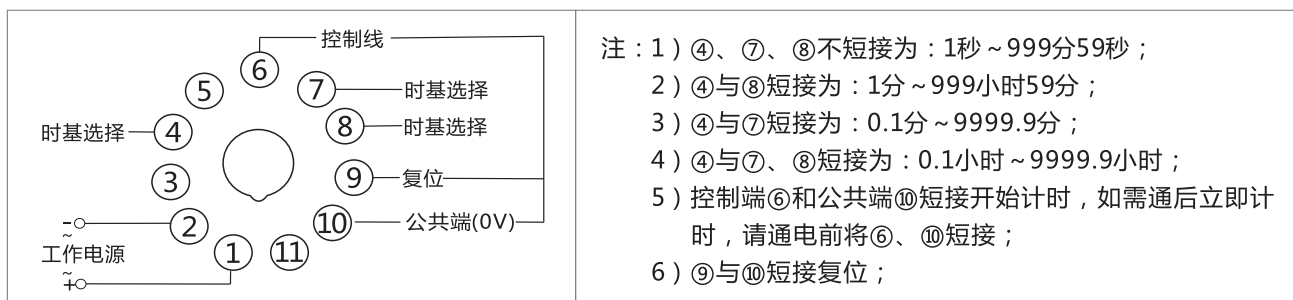 控制线
⑥
⑤
⑦
时基选择
时基选择
④
⑧
时基选择
③
⑨
复位
②
⑩
公共端(0V)
-
~
工作电源
~
+
①
⑪
注：1）④、⑦、⑧不短接为：1秒～999分59秒；
2）④与⑧短接为：1分～999小时59分；
3）④与⑦短接为：0.1分～9999.9分；
4）④与⑦、⑧短接为：0.1小时～9999.9小时；
5）控制端⑥和公共端⑩短接开始计时，如需通后立即计
时，请通电前将⑥、⑩短接；
6）⑨与⑩短接复位；